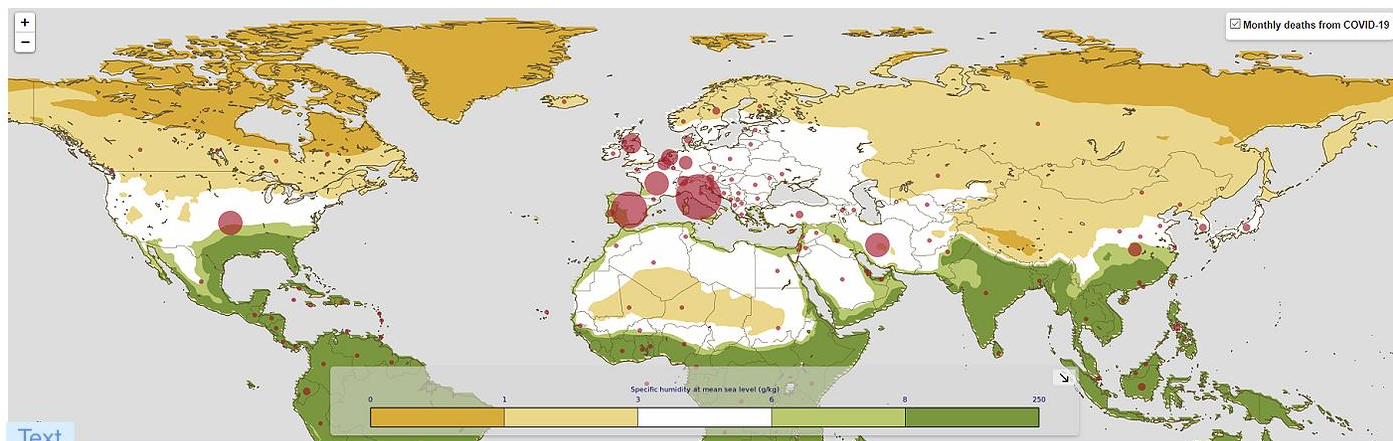 +
−
Monthly deaths from COVID-19
Specific humidity at mean sea level (g/kg)
0 1 3 6 8 250
Text